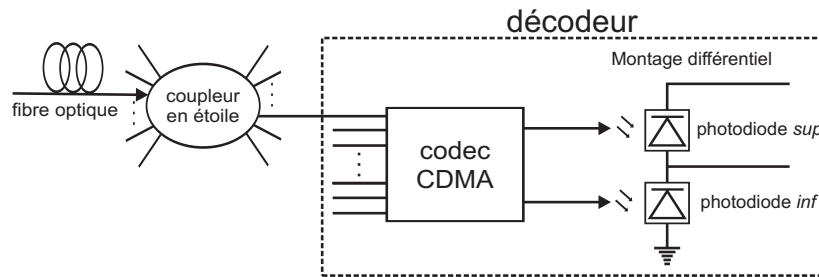 décodeur
Montage différentiel
fibre optique
coupleur
en étoile
codec
CDMA
photodiode sup
photodiode inf